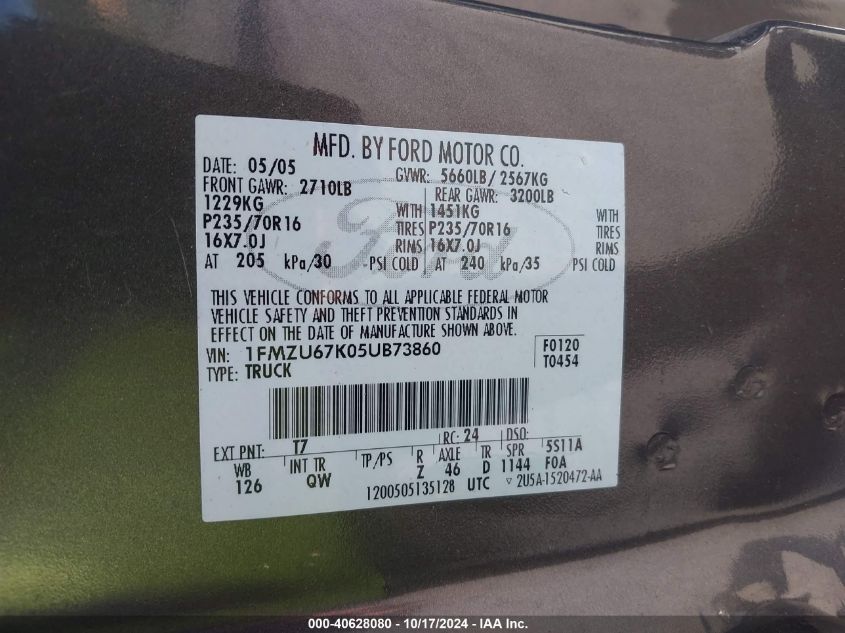 MFD. BY FORD MOTOR CO.
DATE: 05/05 GVWR: 5660LB / 2567KG
FRONT GAWR: 2710LB REAR GAWR: 3200LB
1229KG WITH 1451KG WITH
P235/70R16 TIRES P235/70R16 TIRES
16X7.0J RIMS 16X7.0J RIMS
AT 205 kPa/30 PSI COLD AT 240 kPa/35 PSI COLD
Ford
THIS VEHICLE CONFORMS TO ALL APPLICABLE FEDERAL MOTOR
VEHICLE SAFETY AND THEFT PREVENTION STANDARDS IN
EFFECT ON THE DATE OF MANUFACTURE SHOWN ABOVE.
VIN: 1FMZU67K05UB73860 F0120
TYPE: TRUCK T0454
EXT PNT: T7 RC: 24 DSO:
WB INT TR TP/PS R AXLE TR SPR 5S11A
126 QW Z 46 D 1144 F0A
1200505135128 UTC ▽ 2U5A-1520472-AA
000-40628080 - 10/17/2024 - IAA Inc.